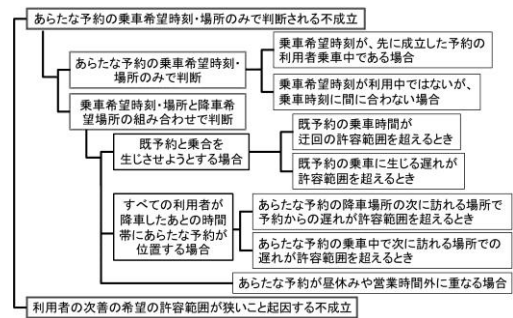 あらたな予約の乗車希望時刻・場所のみで判断される不成立
あらたな予約の乗車希望時刻・
場所のみで判断
乗車希望時刻が、先に成立した予約の
利用者乗車中である場合
乗車希望時刻が利用中ではないが、
乗車時刻に間に合わない場合
乗車希望時刻・場所と降車希
望場所の組み合わせで判断
既予約と乗合を
生じさせようとする場合
既予約の乗車時間が
迂回の許容範囲を超えるとき
既予約の乗車に生じる遅れが
許容範囲を超えるとき
すべての利用者が
降車したあとの時間
帯にあらたな予約が
位置する場合
あらたな予約の降車場所の次に訪れる場所で
予約からの遅れが許容範囲を超えるとき
あらたな予約の乗車中で次に訪れる場所での
遅れが許容範囲を超えるとき
あらたな予約が昼休みや営業時間外に重なる場合
利用者の次善の希望の許容範囲が狭いこと起因する不成立